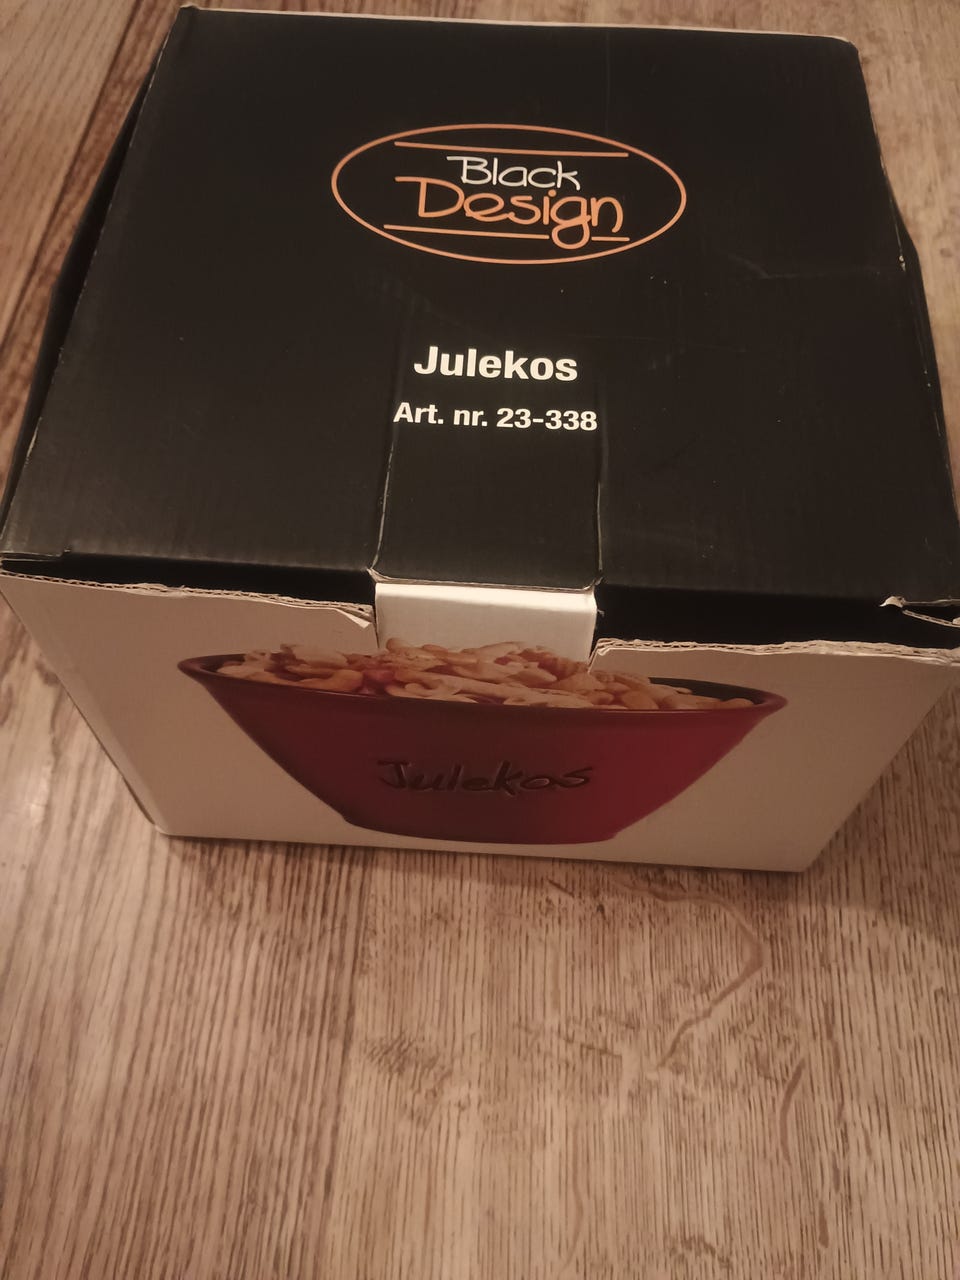 Black
Design
Julekos
Art. nr. 23-338
Julekos